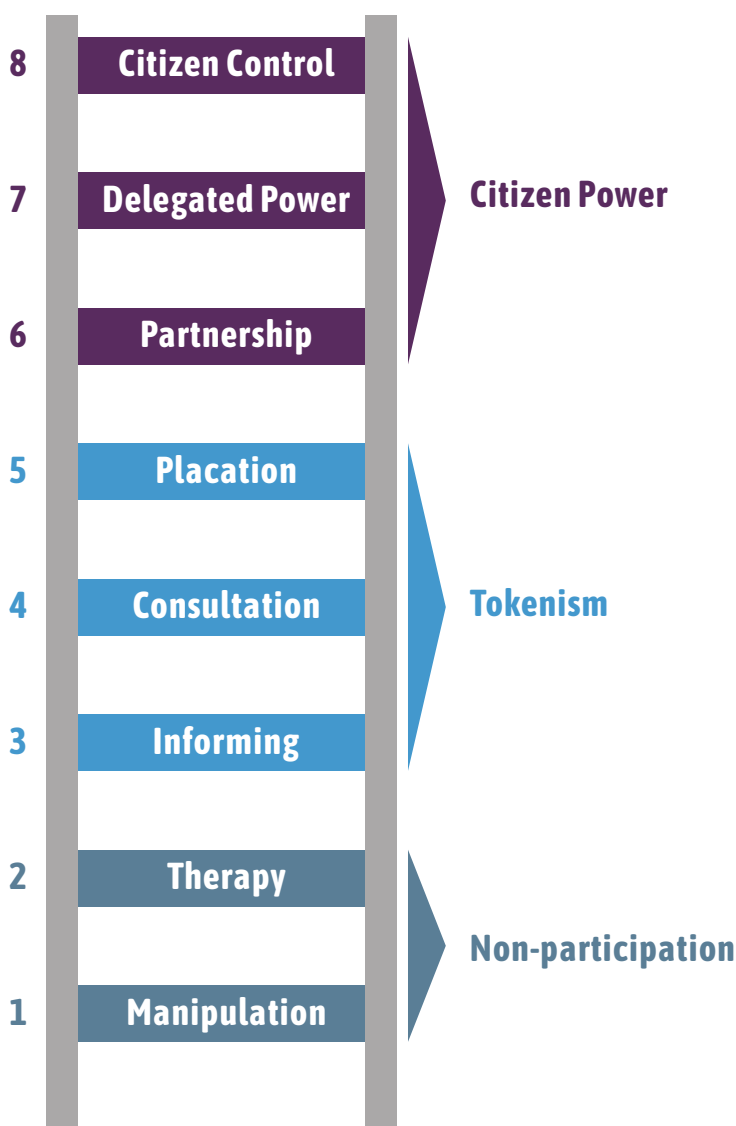 8 Citizen Control
7 Delegated Power
Citizen Power
6 Partnership
5 Placation
4 Consultation
Tokenism
3 Informing
2 Therapy
Non-participation
1 Manipulation